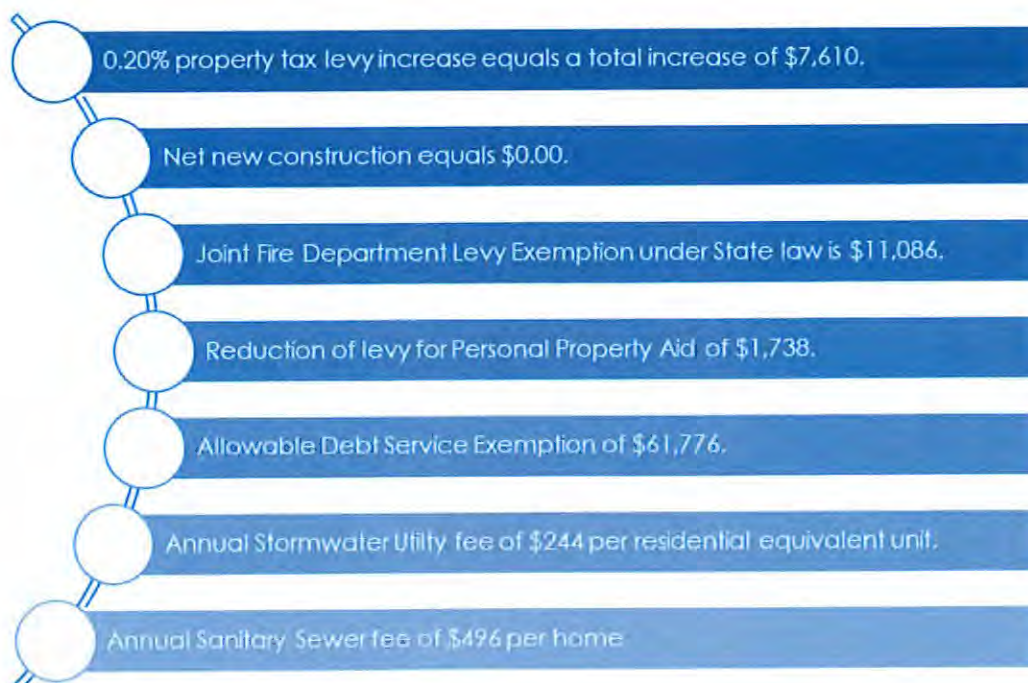 0.20% property tax levy increase equals a total increase of $7,610.
Net new construction equals $0.00.
Joint Fire Department Levy Exemption under State law is $11,086.
Reduction of levy for Personal Property Aid of $1,738.
Allowable Debt Service Exemption of $61,776.
Annual Stormwater Utilty fee of $244 per residential equivalent unit.
Annual Sanitary Sewer fee of $496 per home